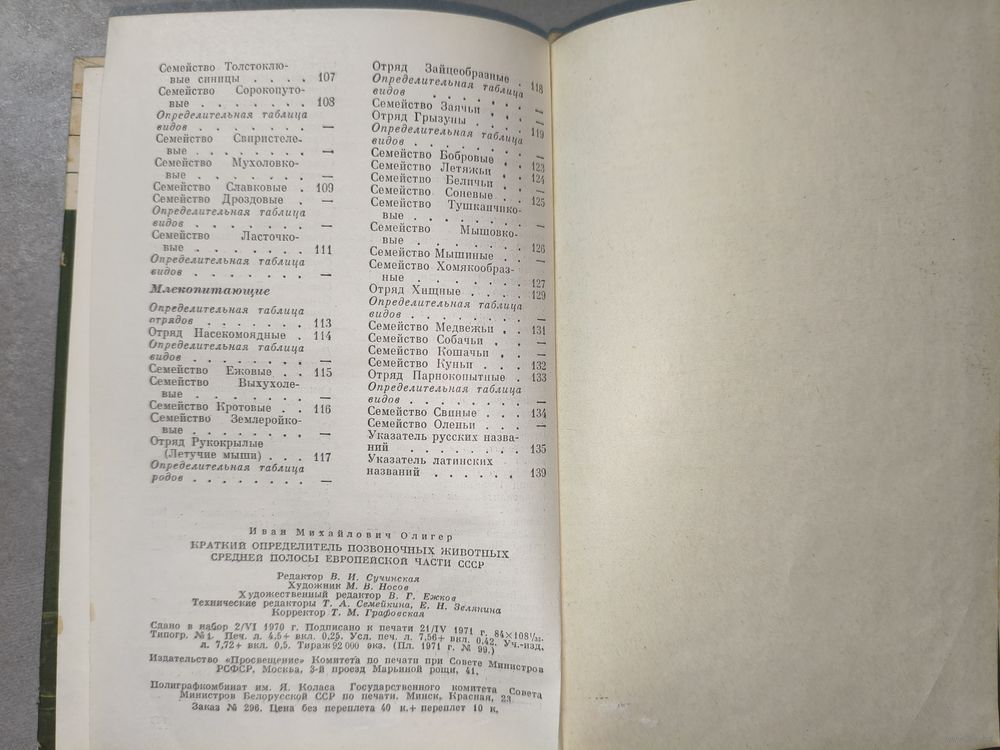 Семейство Толстоклю-
вые синицы . . . . 107
Семейство Сорокопуто-
вые . . . . . . . 108
Определительная таблица
видов . . . . . . . —
Семейство Свиристеле-
вые . . . . . . . . —
Семейство Мухоловко-
вые . . . . . . . —
Семейство Славковые . 109
Семейство Дроздовые . —
Определительная таблица
видов . . . . . . . —
Семейство Ласточко-
вые . . . . . . . 111
Определительная таблица
видов . . . . . . . —
Млекопитающие
Определительная таблица
отрядов . . . . . . . 113
Отряд Насекомоядные . 114
Определительная таблица
видов . . . . . . . . —
Семейство Ежовые . . 115
Семейство Выхухоле-
вые . . . . . . . —
Семейство Кротовые . . 116
Семейство Землеройко-
вые . . . . . . . . —
Отряд Рукокрылые
(Летучие мыши) . . . 117
Определительная таблица
родов . . . . . . . . —
Отряд Зайцеобразные . 118
Определительная таблица
видов . . . . . . . —
Семейство Заячьи . . . —
Отряд Грызуны . . . . 119
Определительная таблица
видов . . . . . . . . —
Семейство Бобровые . . 123
Семейство Летяжьи . . 124
Семейство Беличьи . . —
Семейство Соневые . . 125
Семейство Тушканчико-
вые . . . . . . . . —
Семейство Мышовко-
вые . . . . . . . 126
Семейство Мышиные . . —
Семейство Хомякообраз-
ные . . . . . . . 127
Отряд Хищные . . . . 129
Определительная таблица
видов . . . . . . . . —
Семейство Медвежьи . . 131
Семейство Собачьи . . —
Семейство Кошачьи . . —
Семейство Куньи . . . 132
Отряд Парнокопытные . 133
Определительная таблица
видов . . . . . . . . —
Семейство Свиные . . . 134
Семейство Оленьи . . . —
Указатель русских назва-
ний . . . . . . . . 135
Указатель латинских
названий . . . . . . 139
Иван Михайлович Олигер
КРАТКИЙ ОПРЕДЕЛИТЕЛЬ ПОЗВОНОЧНЫХ ЖИВОТНЫХ
СРЕДНЕЙ ПОЛОСЫ ЕВРОПЕЙСКОЙ ЧАСТИ СССР
Редактор В. И. Сучинская
Художник М. В. Носов
Художественный редактор В. Г. Ежков
Технические редакторы Т. А. Семейкина, Е. Н. Зелянина
Корректор Т. М. Графовская
Сдано в набор 2/VI 1970 г. Подписано к печати 21/IV 1971 г. 84×108¹/₃₂.
Типогр. № 1. Печ. л. 4,5+ вкл. 0,25. Усл. печ. л. 7,56+ вкл. 0,42. Уч.-изд.
л. 7,72+ вкл. 0,5. Тираж 92 000 экз. (Пл. 1971 г. № 99.)
Издательство «Просвещение» Комитета по печати при Совете Министров
РСФСР, Москва, 3-й проезд Марьиной рощи, 41.
Полиграфкомбинат им. Я. Коласа Государственного комитета Совета
Министров Белорусской ССР по печати. Минск, Красная, 23
Заказ № 296. Цена без переплета 40 к.+ переплет 10 к.